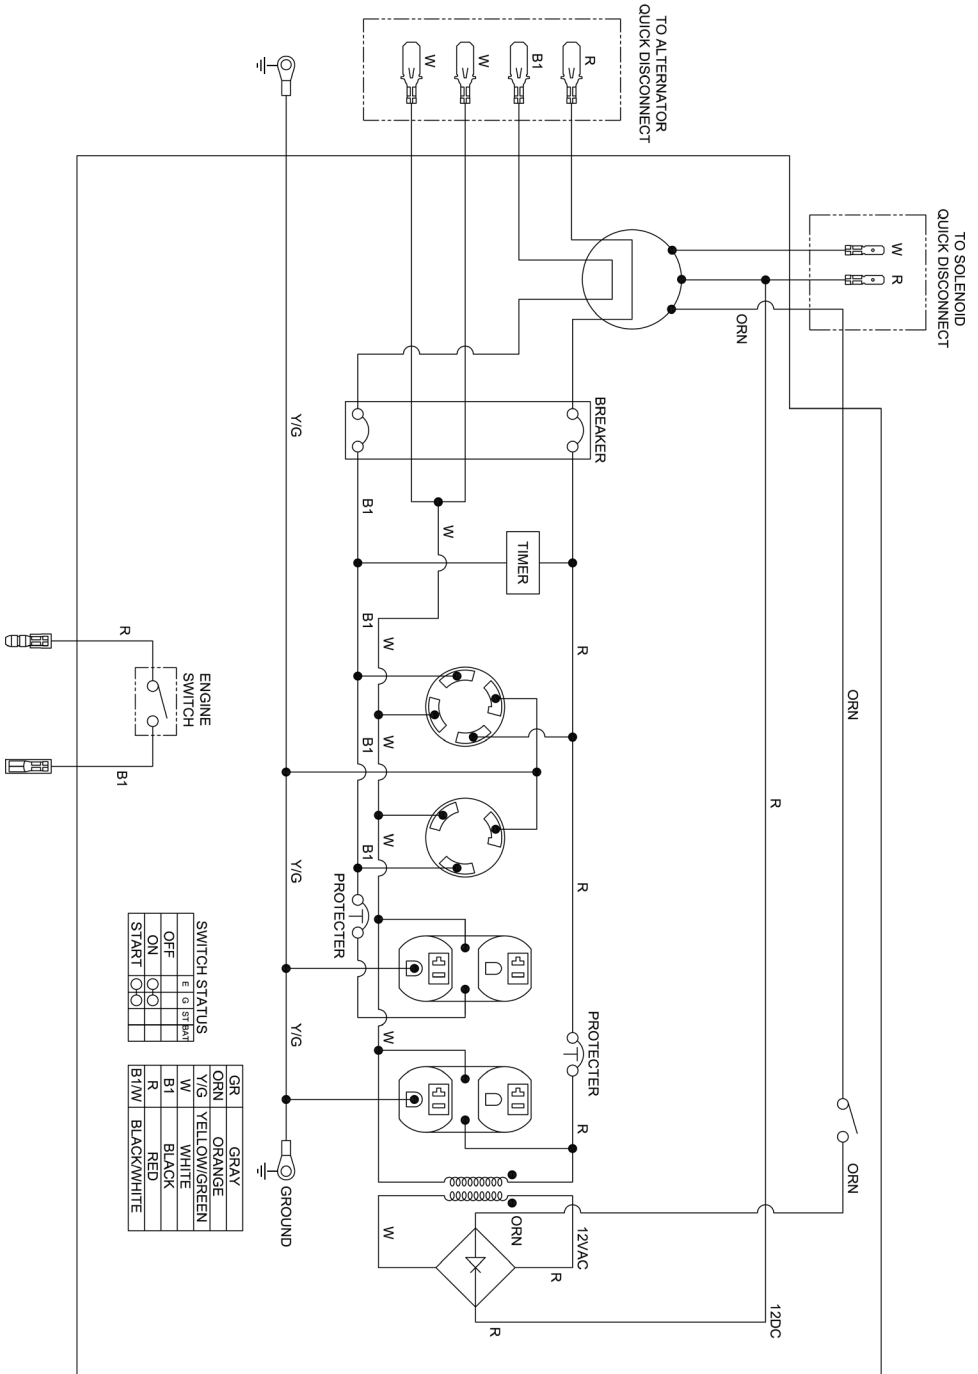 TO ALTERNATOR
QUICK DISCONNECT
R
B1
W
W
TO SOLENOID
QUICK DISCONNECT
W
R
ORN
BREAKER
Y/G
B1
W
TIMER
B1
W
R
ORN
R
B1
W
R
ENGINE
SWITCH
B1
Y/G
B1
W
R
PROTECTER
PROTECTER
Y/G
W
R
ORN
GROUND
W
ORN
12VAC
R
R
12DC
SWITCH STATUS
E G ST BAT
OFF
ON
START
GR GRAY
ORN ORANGE
Y/G YELLOW/GREEN
W WHITE
B1 BLACK
R RED
B1/W BLACK/WHITE